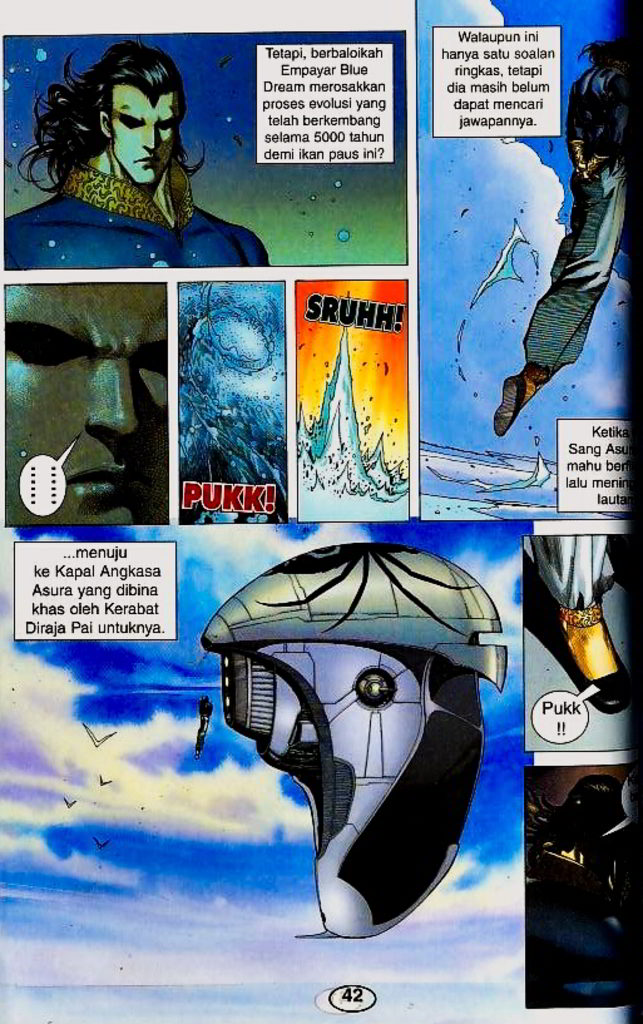 Tetapi, berbaloikah
Empayar Blue
Dream merosakkan
proses evolusi yang
telah berkembang
selama 5000 tahun
demi ikan paus ini?
Walaupun ini
hanya satu soalan
ringkas, tetapi
dia masih belum
dapat mencari
jawapannya.
PUKK!
SRUHH!
Ketika
Sang Asu
mahu ber
lalu menin
lautan
...menuju
ke Kapal Angkasa
Asura yang dibina
khas oleh Kerabat
Diraja Pai untuknya.
Pukk
!!
42